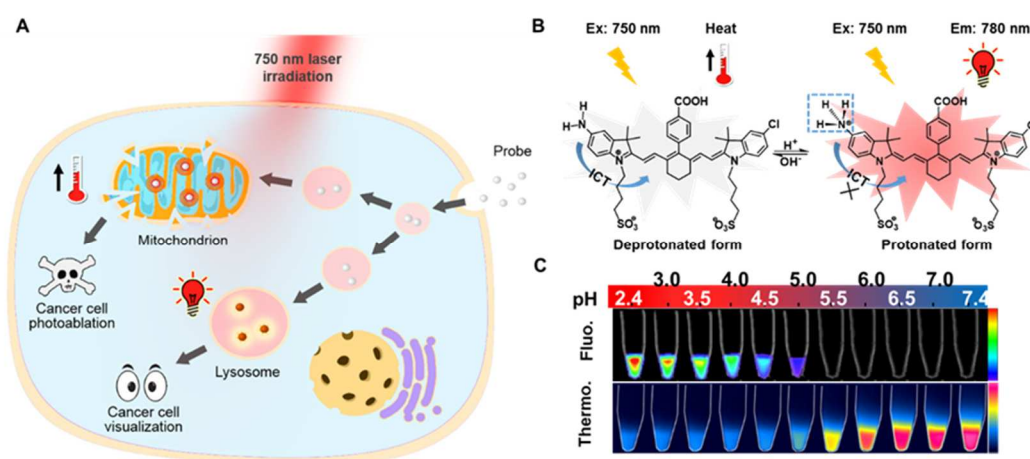 A
750 nm laser
irradiation
Probe
Mitochondrion
Cancer cell
photoablation
Lysosome
Cancer cell
visualization
B
Ex: 750 nm
Heat
Ex: 750 nm
Em: 780 nm
COOH
H
N
H
Cl
N
N
ICT
SO₃
⊖
⊖
O₃S
Deprotonated form
H⁺
OH⁻
H
H
H
N
COOH
N
N
ICT
X
SO₃
⊖
⊖
O₃S
Protonated form
C
3.0 4.0 5.0 6.0 7.0
pH 2.4 3.5 4.5 5.5 6.5 7.4
Fluo.
Thermo.